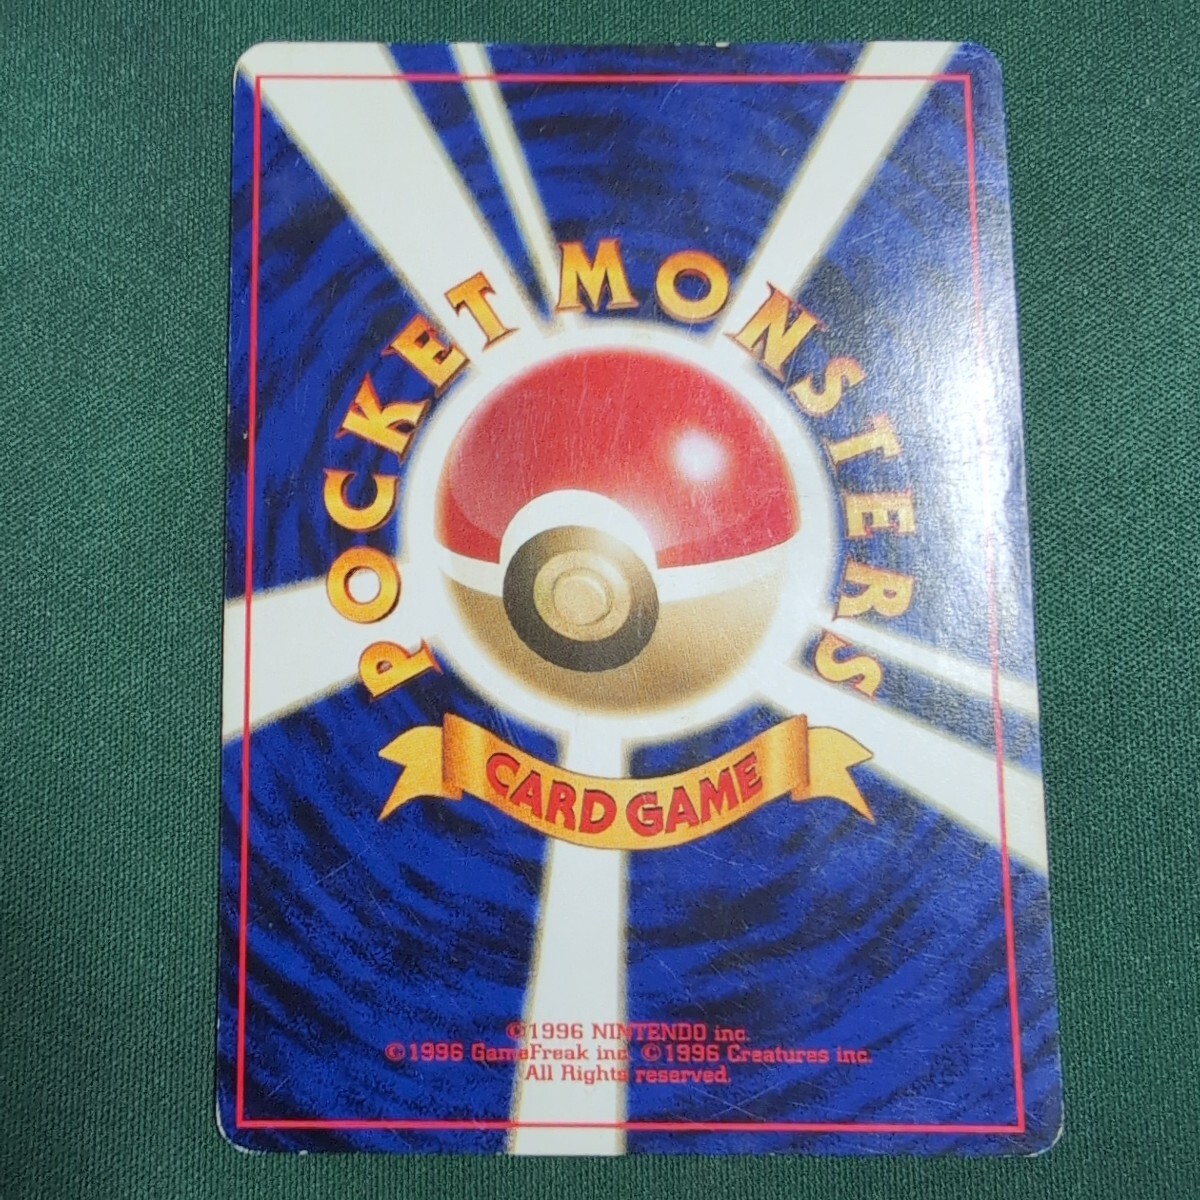 POCKET MONSTERS
CARD GAME
©1996 NINTENDO inc.
©1996 GameFreak inc. ©1996 Creatures inc.
All Rights reserved.